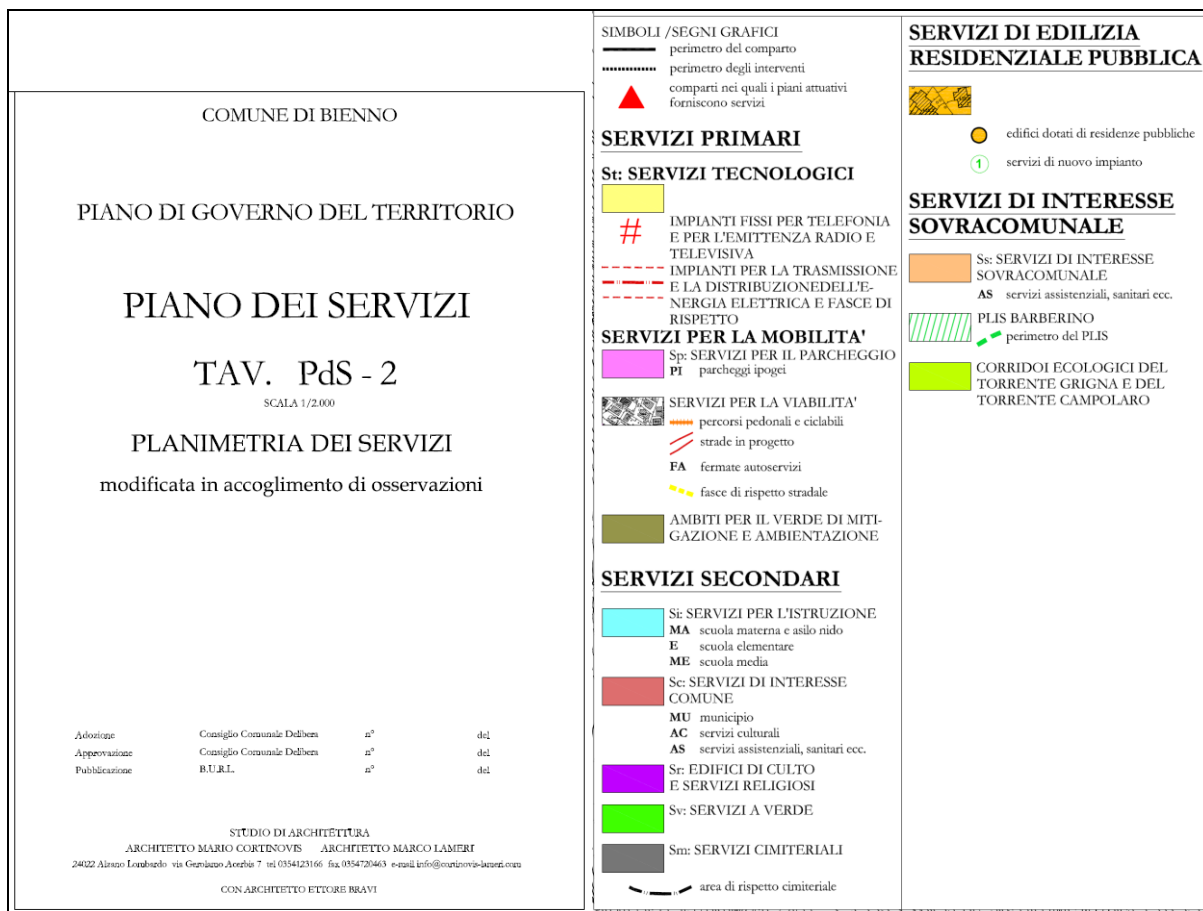 COMUNE DI BIENNO
PIANO DI GOVERNO DEL TERRITORIO
PIANO DEI SERVIZI
TAV. PdS - 2
SCALA 1/2.000
PLANIMETRIA DEI SERVIZI
modificata in accoglimento di osservazioni
Adozione Consiglio Comunale Delibera n° del
Approvazione Consiglio Comunale Delibera n° del
Pubblicazione B.U.R.L. n° del
STUDIO DI ARCHITETTURA
ARCHITETTO MARIO CORTINOVIS ARCHITETTO MARCO LAMERI
24022 Alzano Lombardo via Gerolamo Acerbis 7 tel 0354123166 fax 0354720463 e-mail info@cortinovis-lameri.com
CON ARCHITETTO ETTORE BRAVI
SIMBOLI /SEGNI GRAFICI
perimetro del comparto
perimetro degli interventi
comparti nei quali i piani attuativi
forniscono servizi
SERVIZI PRIMARI
St: SERVIZI TECNOLOGICI
# IMPIANTI FISSI PER TELEFONIA
E PER L'EMITTENZA RADIO E
TELEVISIVA
IMPIANTI PER LA TRASMISSIONE
E LA DISTRIBUZIONEDELL'E-
NERGIA ELETTRICA E FASCE DI
RISPETTO
SERVIZI PER LA MOBILITA'
Sp: SERVIZI PER IL PARCHEGGIO
PI parcheggi ipogei
SERVIZI PER LA VIABILITA'
percorsi pedonali e ciclabili
strade in progetto
FA fermate autoservizi
fasce di rispetto stradale
AMBITI PER IL VERDE DI MITI-
GAZIONE E AMBIENTAZIONE
SERVIZI SECONDARI
Si: SERVIZI PER L'ISTRUZIONE
MA scuola materna e asilo nido
E scuola elementare
ME scuola media
Sc: SERVIZI DI INTERESSE
COMUNE
MU municipio
AC servizi culturali
AS servizi assistenziali, sanitari ecc.
Sr: EDIFICI DI CULTO
E SERVIZI RELIGIOSI
Sv: SERVIZI A VERDE
Sm: SERVIZI CIMITERIALI
area di rispetto cimiteriale
SERVIZI DI EDILIZIA
RESIDENZIALE PUBBLICA
edifici dotati di residenze pubbliche
1 servizi di nuovo impianto
SERVIZI DI INTERESSE
SOVRACOMUNALE
Ss: SERVIZI DI INTERESSE
SOVRACOMUNALE
AS servizi assistenziali, sanitari ecc.
PLIS BARBERINO
perimetro del PLIS
CORRIDOI ECOLOGICI DEL
TORRENTE GRIGNA E DEL
TORRENTE CAMPOLARO